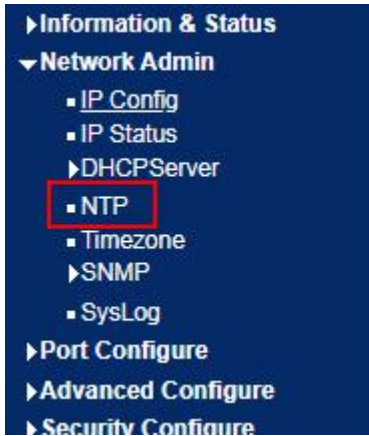 Information & Status
Network Admin
IP Config
IP Status
DHCPServer
NTP
Timezone
SNMP
SysLog
Port Configure
Advanced Configure
Security Configure